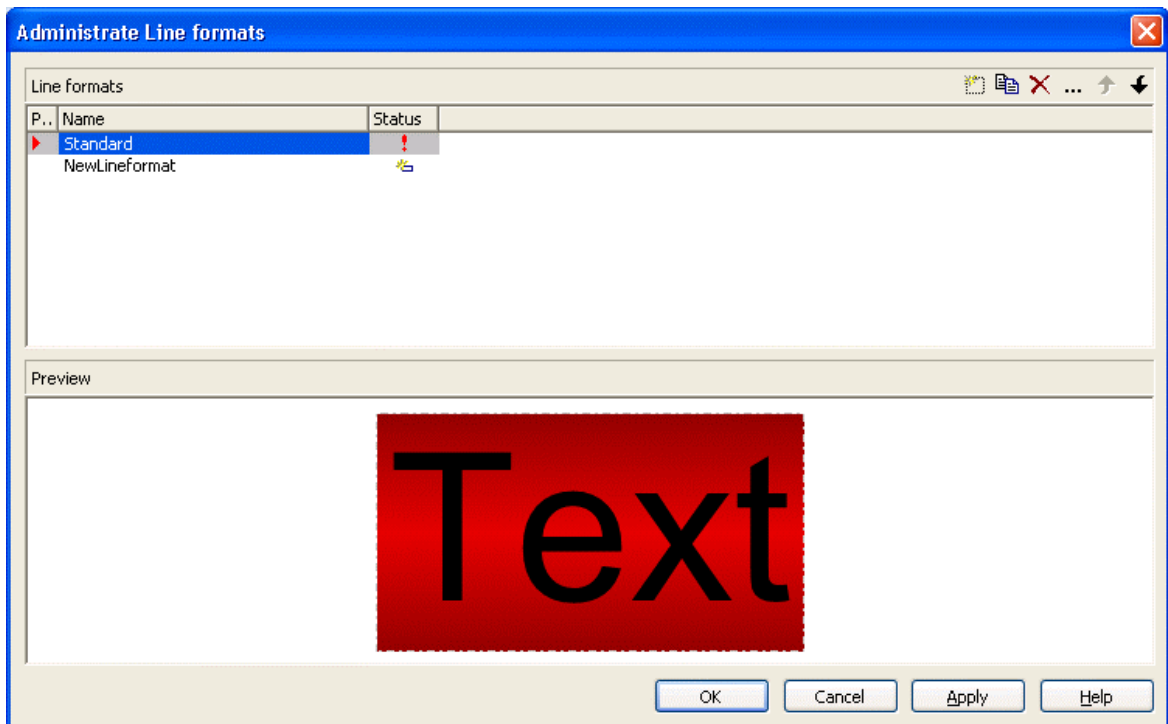 Administrate Line formats
Line formats
...
P.. Name Status
Standard
NewLineformat
Preview
Text
OK Cancel Apply Help